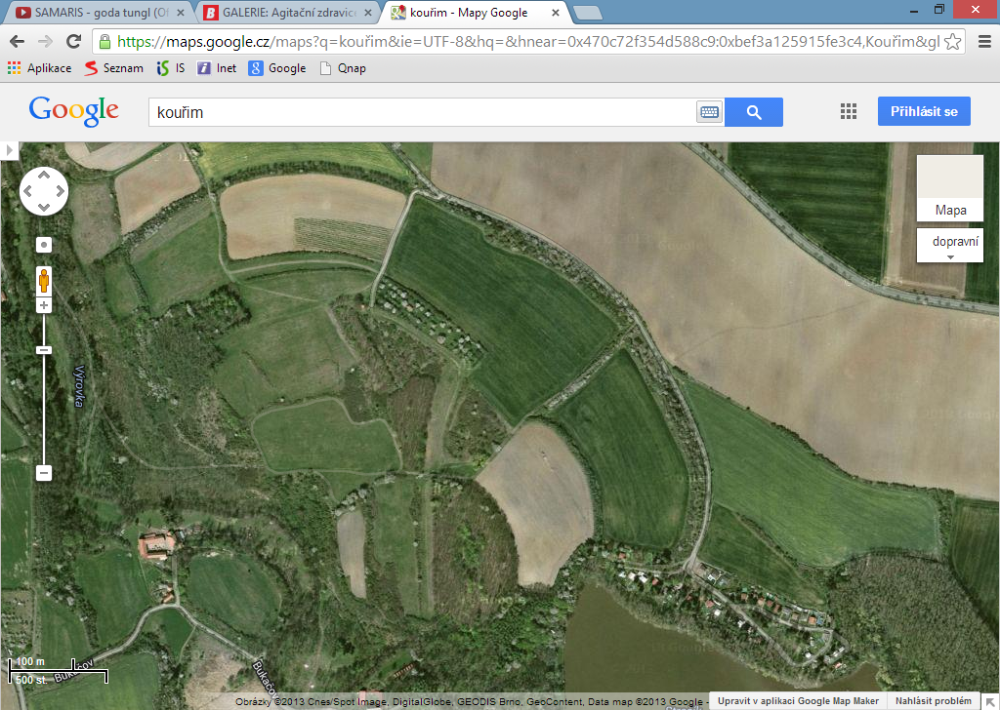 SAMARIS - goda tungl (Of
GALERIE: Agitační zdravice
kouřim - Mapy Google
https://maps.google.cz/maps?q=kouřim&ie=UTF-8&hq=&hnear=0x470c72f354d588c9:0xbef3a125915fe3c4,Kouřim&gl
Aplikace
Seznam
IS
Inet
Google
Qnap
Google
kouřim
Přihlásit se
Mapa
dopravní
Výrovka
100 m
500 st.
Bukačov
Bukačov
Obrázky ©2013 Cnes/Spot Image, DigitalGlobe, GEODIS Brno, GeoContent, Data map ©2013 Google -
Upravit v aplikaci Google Map Maker
Nahlásit problém